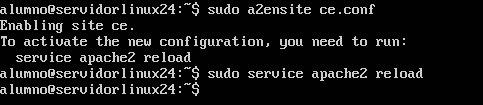 alumno@servidorlinux24:~$ sudo a2ensite ce.conf
Enabling site ce.
To activate the new configuration, you need to run:
  service apache2 reload
alumno@servidorlinux24:~$ sudo service apache2 reload
alumno@servidorlinux24:~$